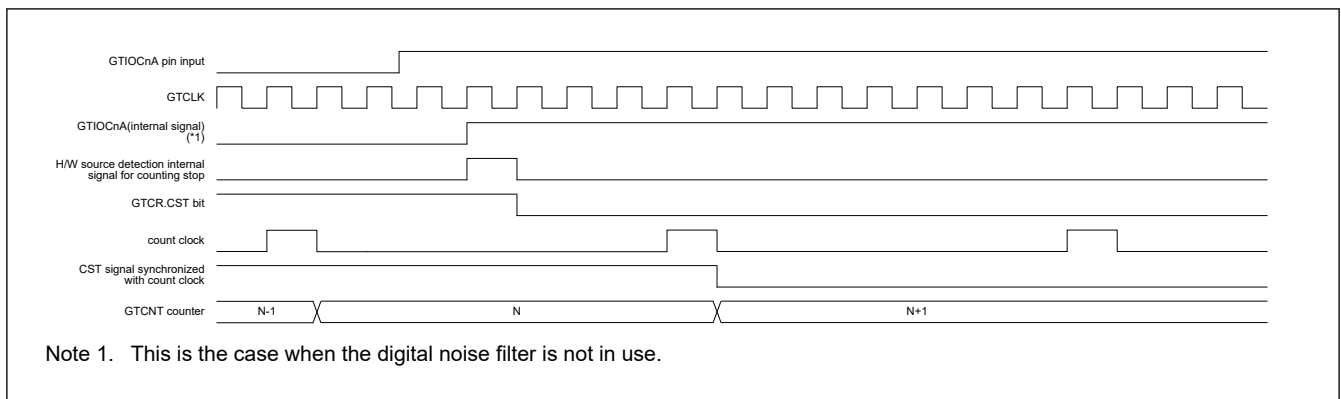 GTIOCnA pin input
GTCLK
GTIOCnA(internal signal)
(*1)
H/W source detection internal
signal for counting stop
GTCR.CST bit
count clock
CST signal synchronized
with count clock
GTCNT counter
N-1
N
N+1
Note 1. This is the case when the digital noise filter is not in use.